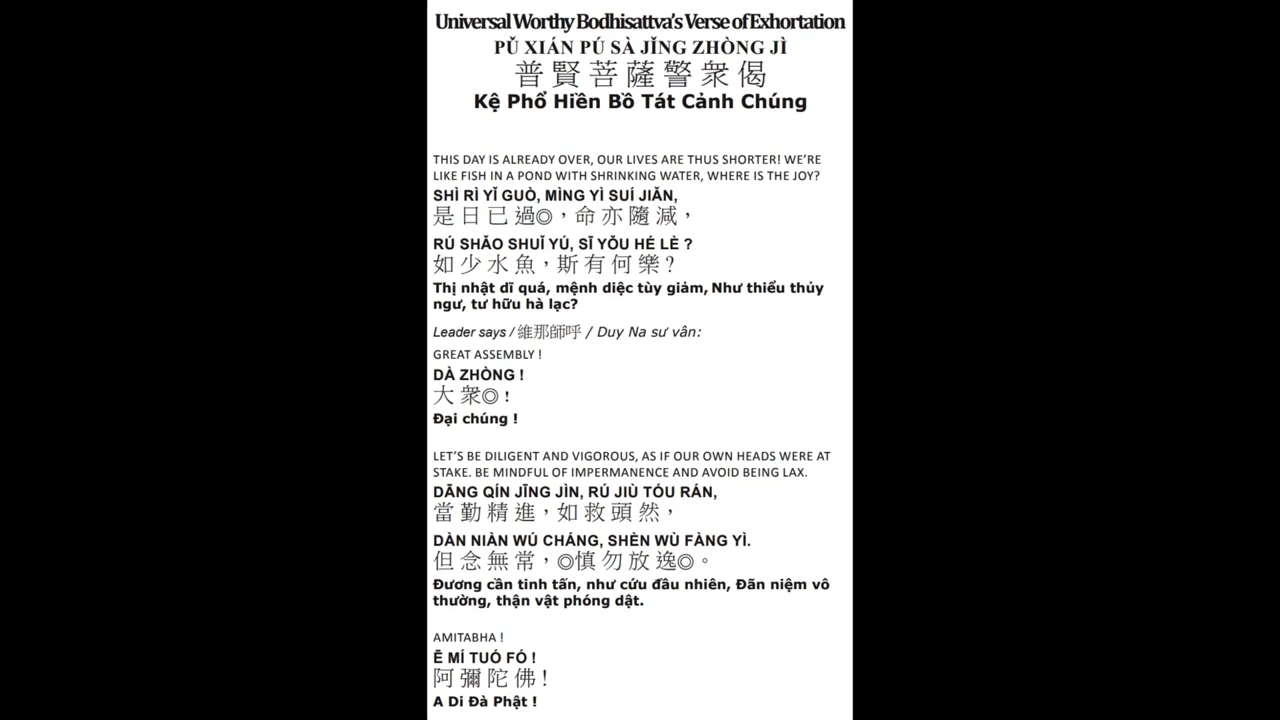 Universal Worthy Bodhisattva's Verse of Exhortation
PǓ XIÁN PÚ SÀ JǏNG ZHÒNG JÌ
普賢菩薩警衆偈
Kệ Phổ Hiền Bồ Tát Cảnh Chúng
THIS DAY IS ALREADY OVER, OUR LIVES ARE THUS SHORTER! WE'RE
LIKE FISH IN A POND WITH SHRINKING WATER, WHERE IS THE JOY?
SHÌ RÌ YǏ GUÒ, MÌNG YÌ SUÍ JIǍN,
是日已過◎，命亦隨減，
RÚ SHǍO SHUǏ YÚ, SĪ YǑU HÉ LÈ ?
如少水魚，斯有何樂?
Thị nhật dĩ quá, mệnh diệc tùy giảm, Như thiểu thủy
ngư, tư hữu hà lạc?
Leader says / 維那師呼 / Duy Na sư vân:
GREAT ASSEMBLY !
DÀ ZHÒNG !
大衆◎ !
Đại chúng !
LET'S BE DILIGENT AND VIGOROUS, AS IF OUR OWN HEADS WERE AT
STAKE. BE MINDFUL OF IMPERMANENCE AND AVOID BEING LAX.
DĀNG QÍN JĪNG JÌN, RÚ JIÙ TÓU RÁN,
當勤精進，如救頭然，
DÀN NIÀN WÚ CHÁNG, SHÈN WÙ FÀNG YÌ.
但念無常，◎慎勿放逸◎。
Đương cần tinh tấn, như cứu đầu nhiên, Đãn niệm vô
thường, thận vật phóng dật.
AMITABHA !
Ē MÍ TUÓ FÓ !
阿彌陀佛!
A Di Đà Phật !